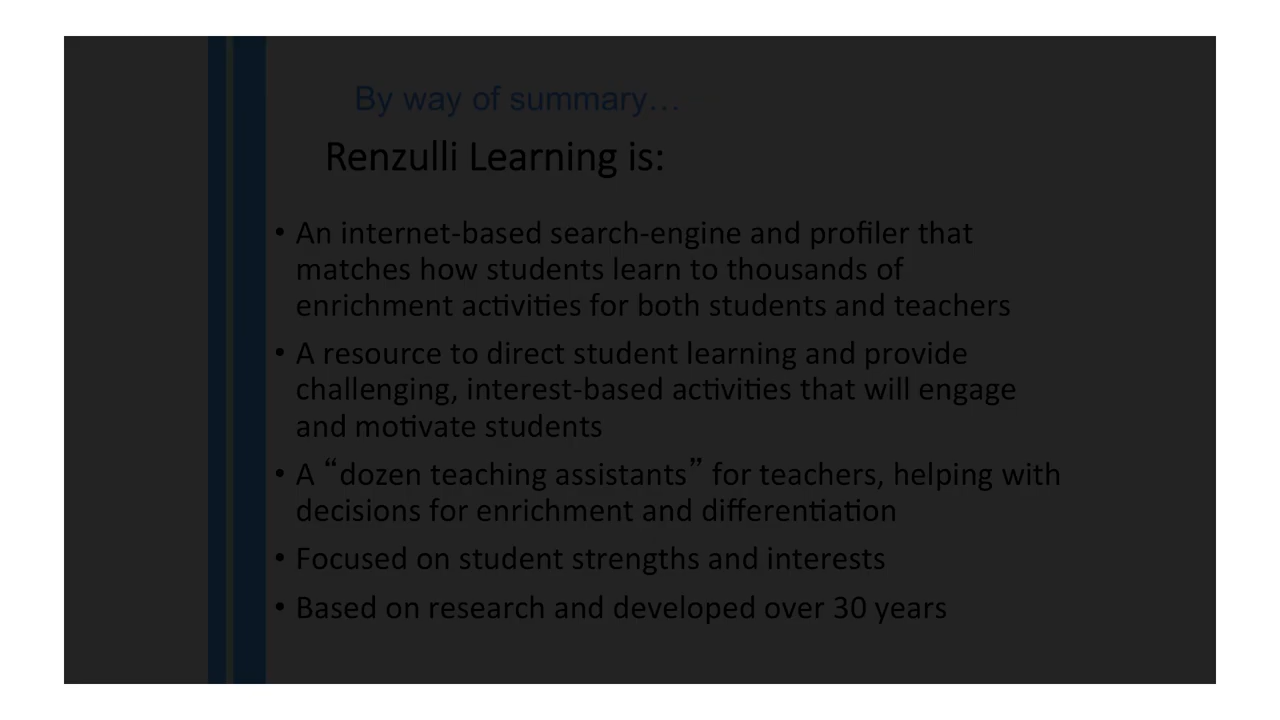 By way of summary…
Renzulli Learning is:
• An internet-based search-engine and profiler that
matches how students learn to thousands of
enrichment activities for both students and teachers
• A resource to direct student learning and provide
challenging, interest-based activities that will engage
and motivate students
• A “dozen teaching assistants” for teachers, helping with
decisions for enrichment and differentiation
• Focused on student strengths and interests
• Based on research and developed over 30 years